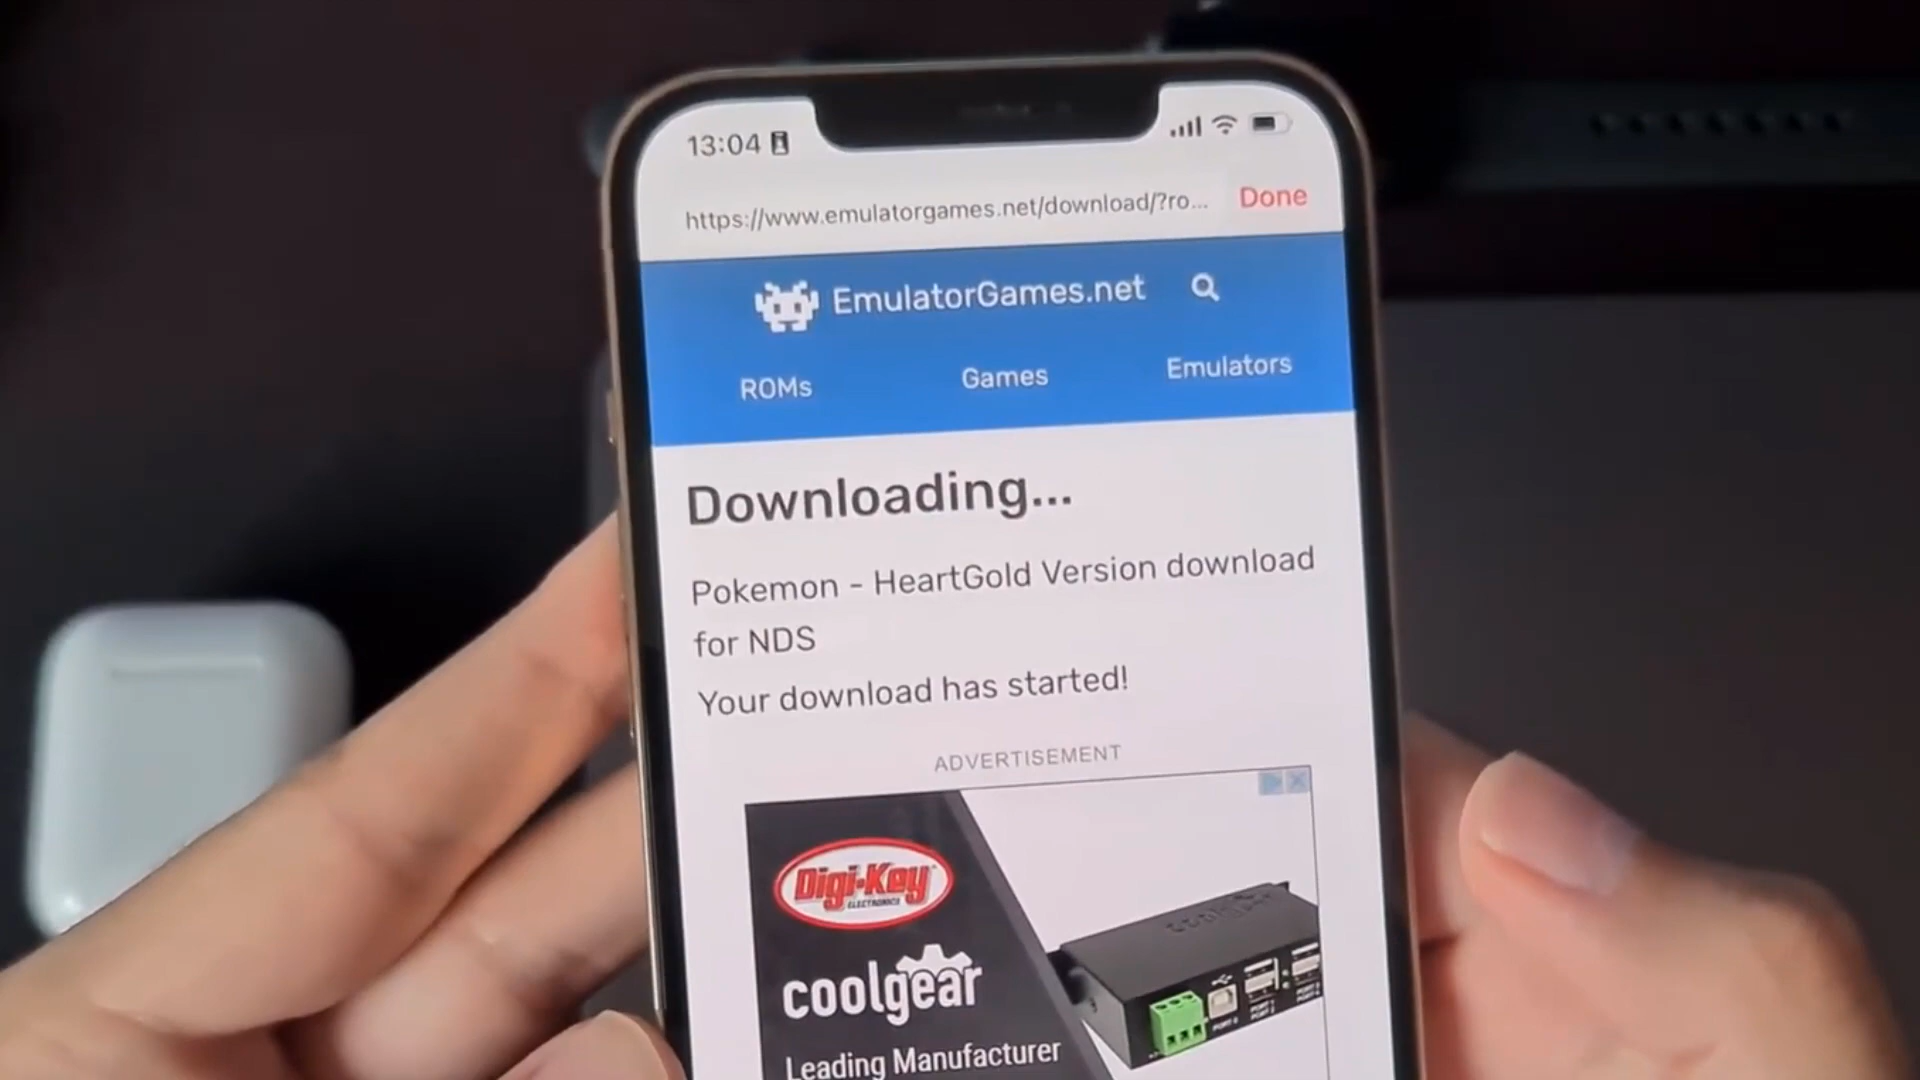 13:04
https://www.emulatorgames.net/download/?ro...
Done
EmulatorGames.net
ROMs
Games
Emulators
Downloading...
Pokemon - HeartGold Version download
for NDS
Your download has started!
ADVERTISEMENT
Digi-Key
ELECTRONICS
coolgear
coolgear
Leading Manufacturer